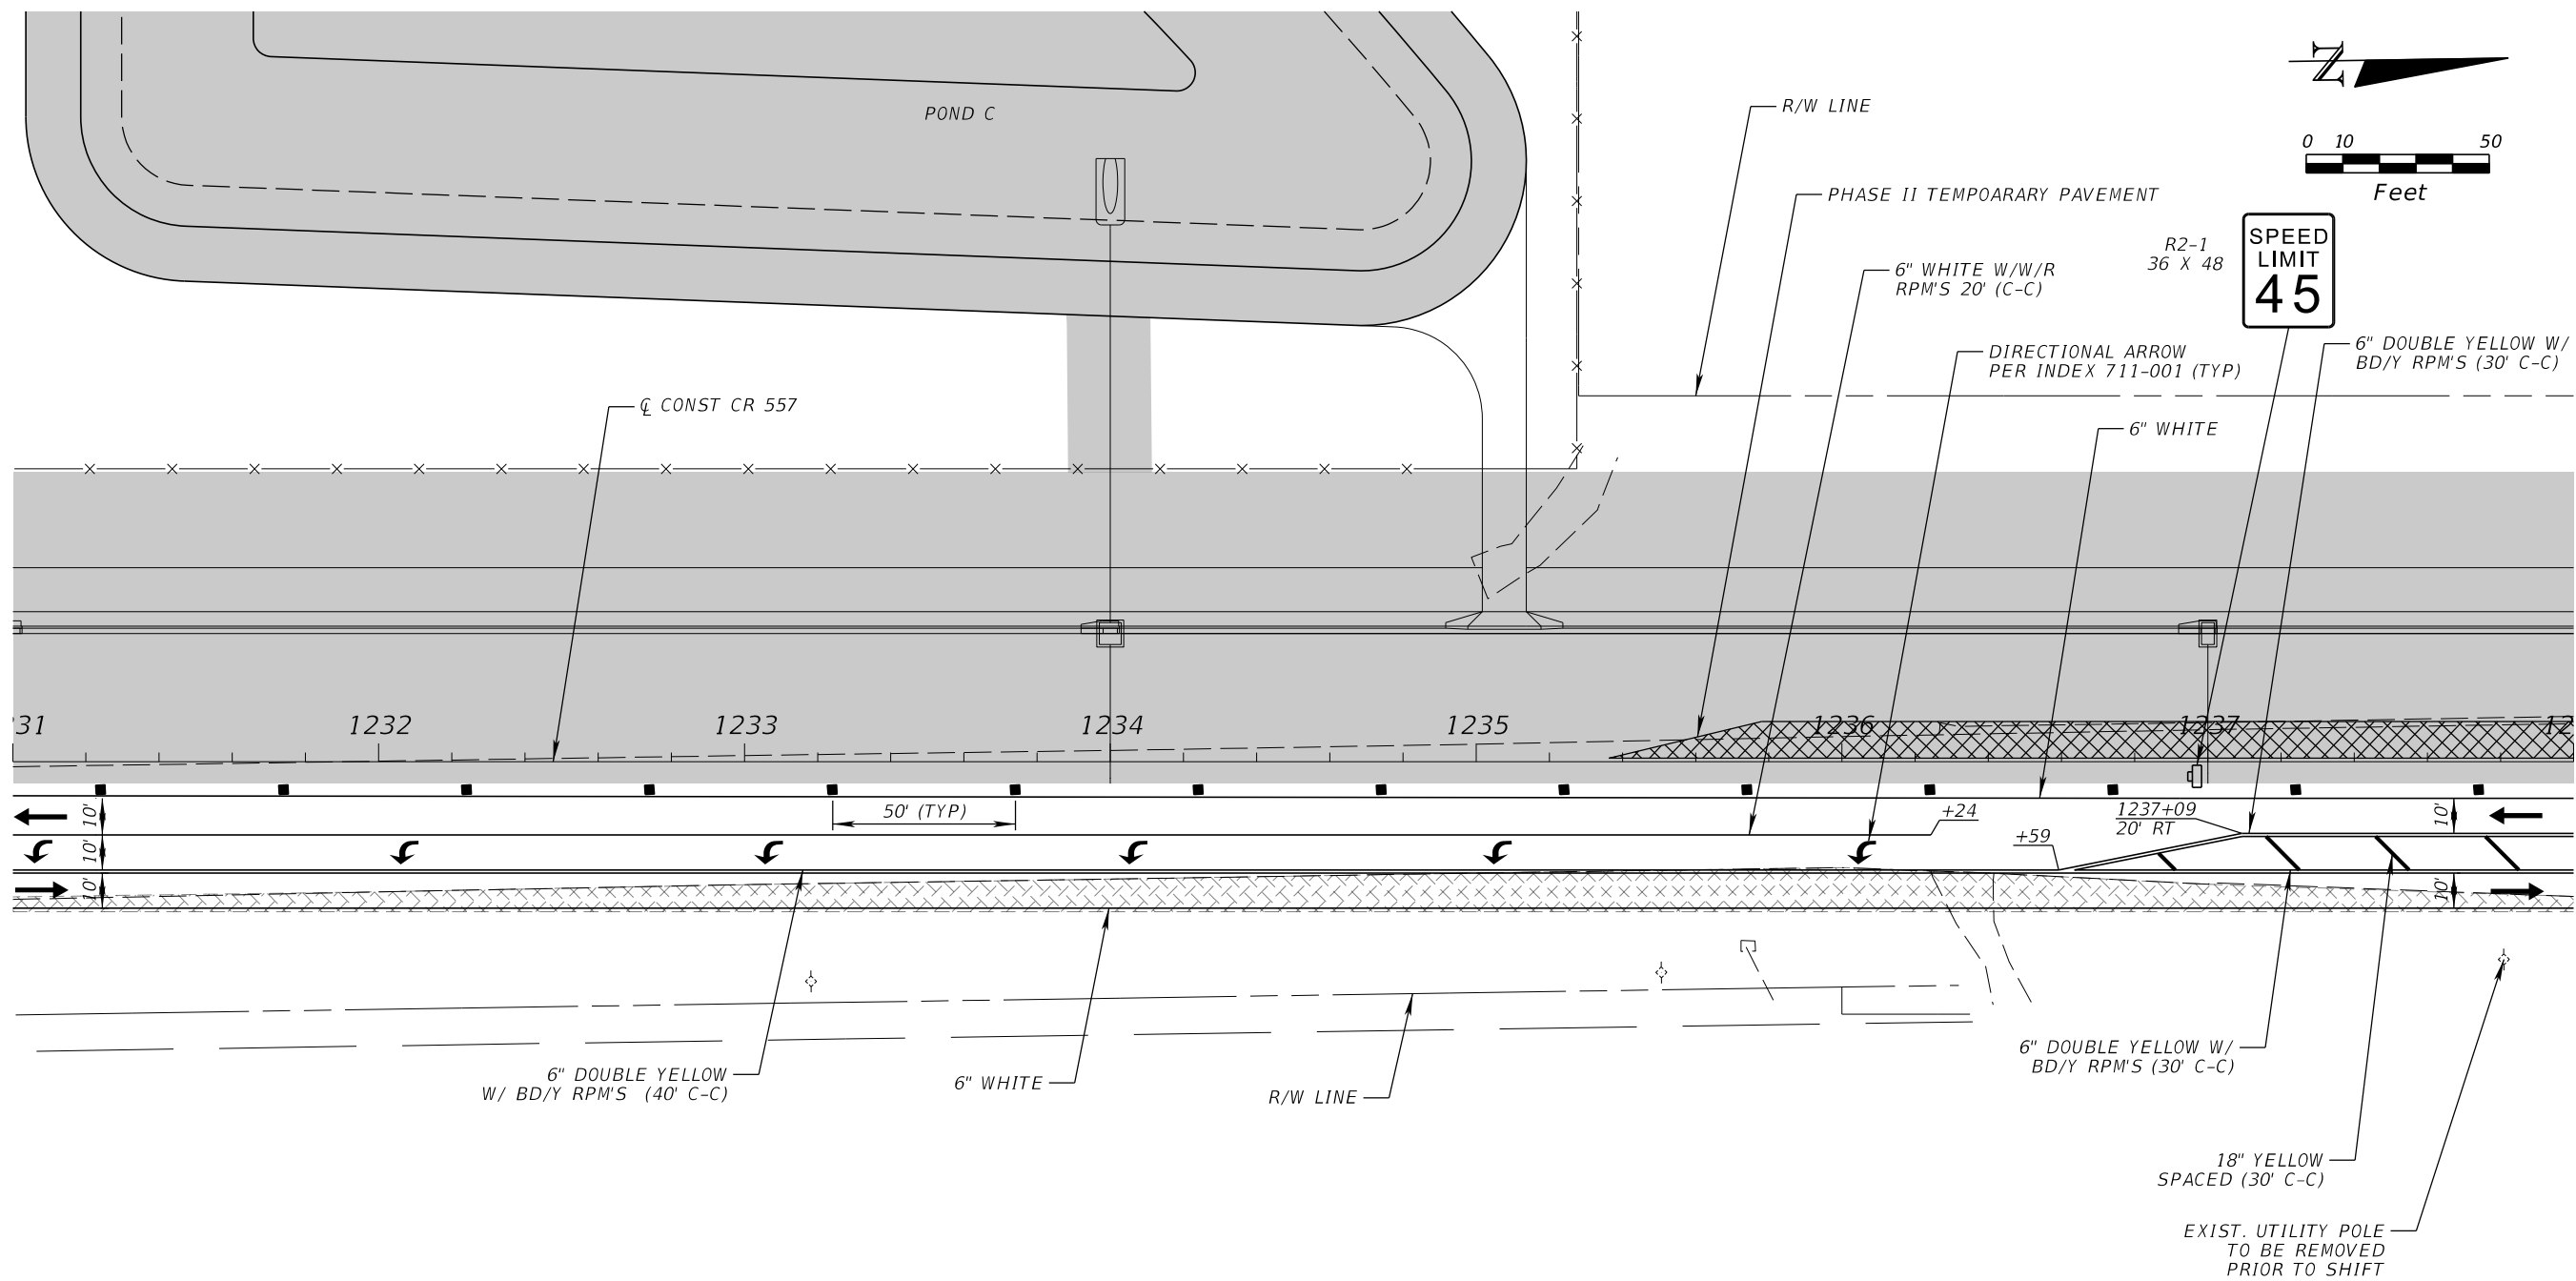 POND C
R/W LINE
Z
0 10 50
Feet
PHASE II TEMPOARARY PAVEMENT
R2-1
36 X 48
SPEED
LIMIT
45
6" WHITE W/W/R
RPM'S 20' (C-C)
DIRECTIONAL ARROW
PER INDEX 711-001 (TYP)
6" DOUBLE YELLOW W/
BD/Y RPM'S (30' C-C)
℄ CONST CR 557
6" WHITE
31 1232 1233 1234 1235 1236 1237 12
10'
10'
10'
50' (TYP)
+24
+59
1237+09
20' RT
10'
10'
6" DOUBLE YELLOW
W/ BD/Y RPM'S (40' C-C)
6" WHITE
R/W LINE
6" DOUBLE YELLOW W/
BD/Y RPM'S (30' C-C)
18" YELLOW
SPACED (30' C-C)
EXIST. UTILITY POLE
TO BE REMOVED
PRIOR TO SHIFT